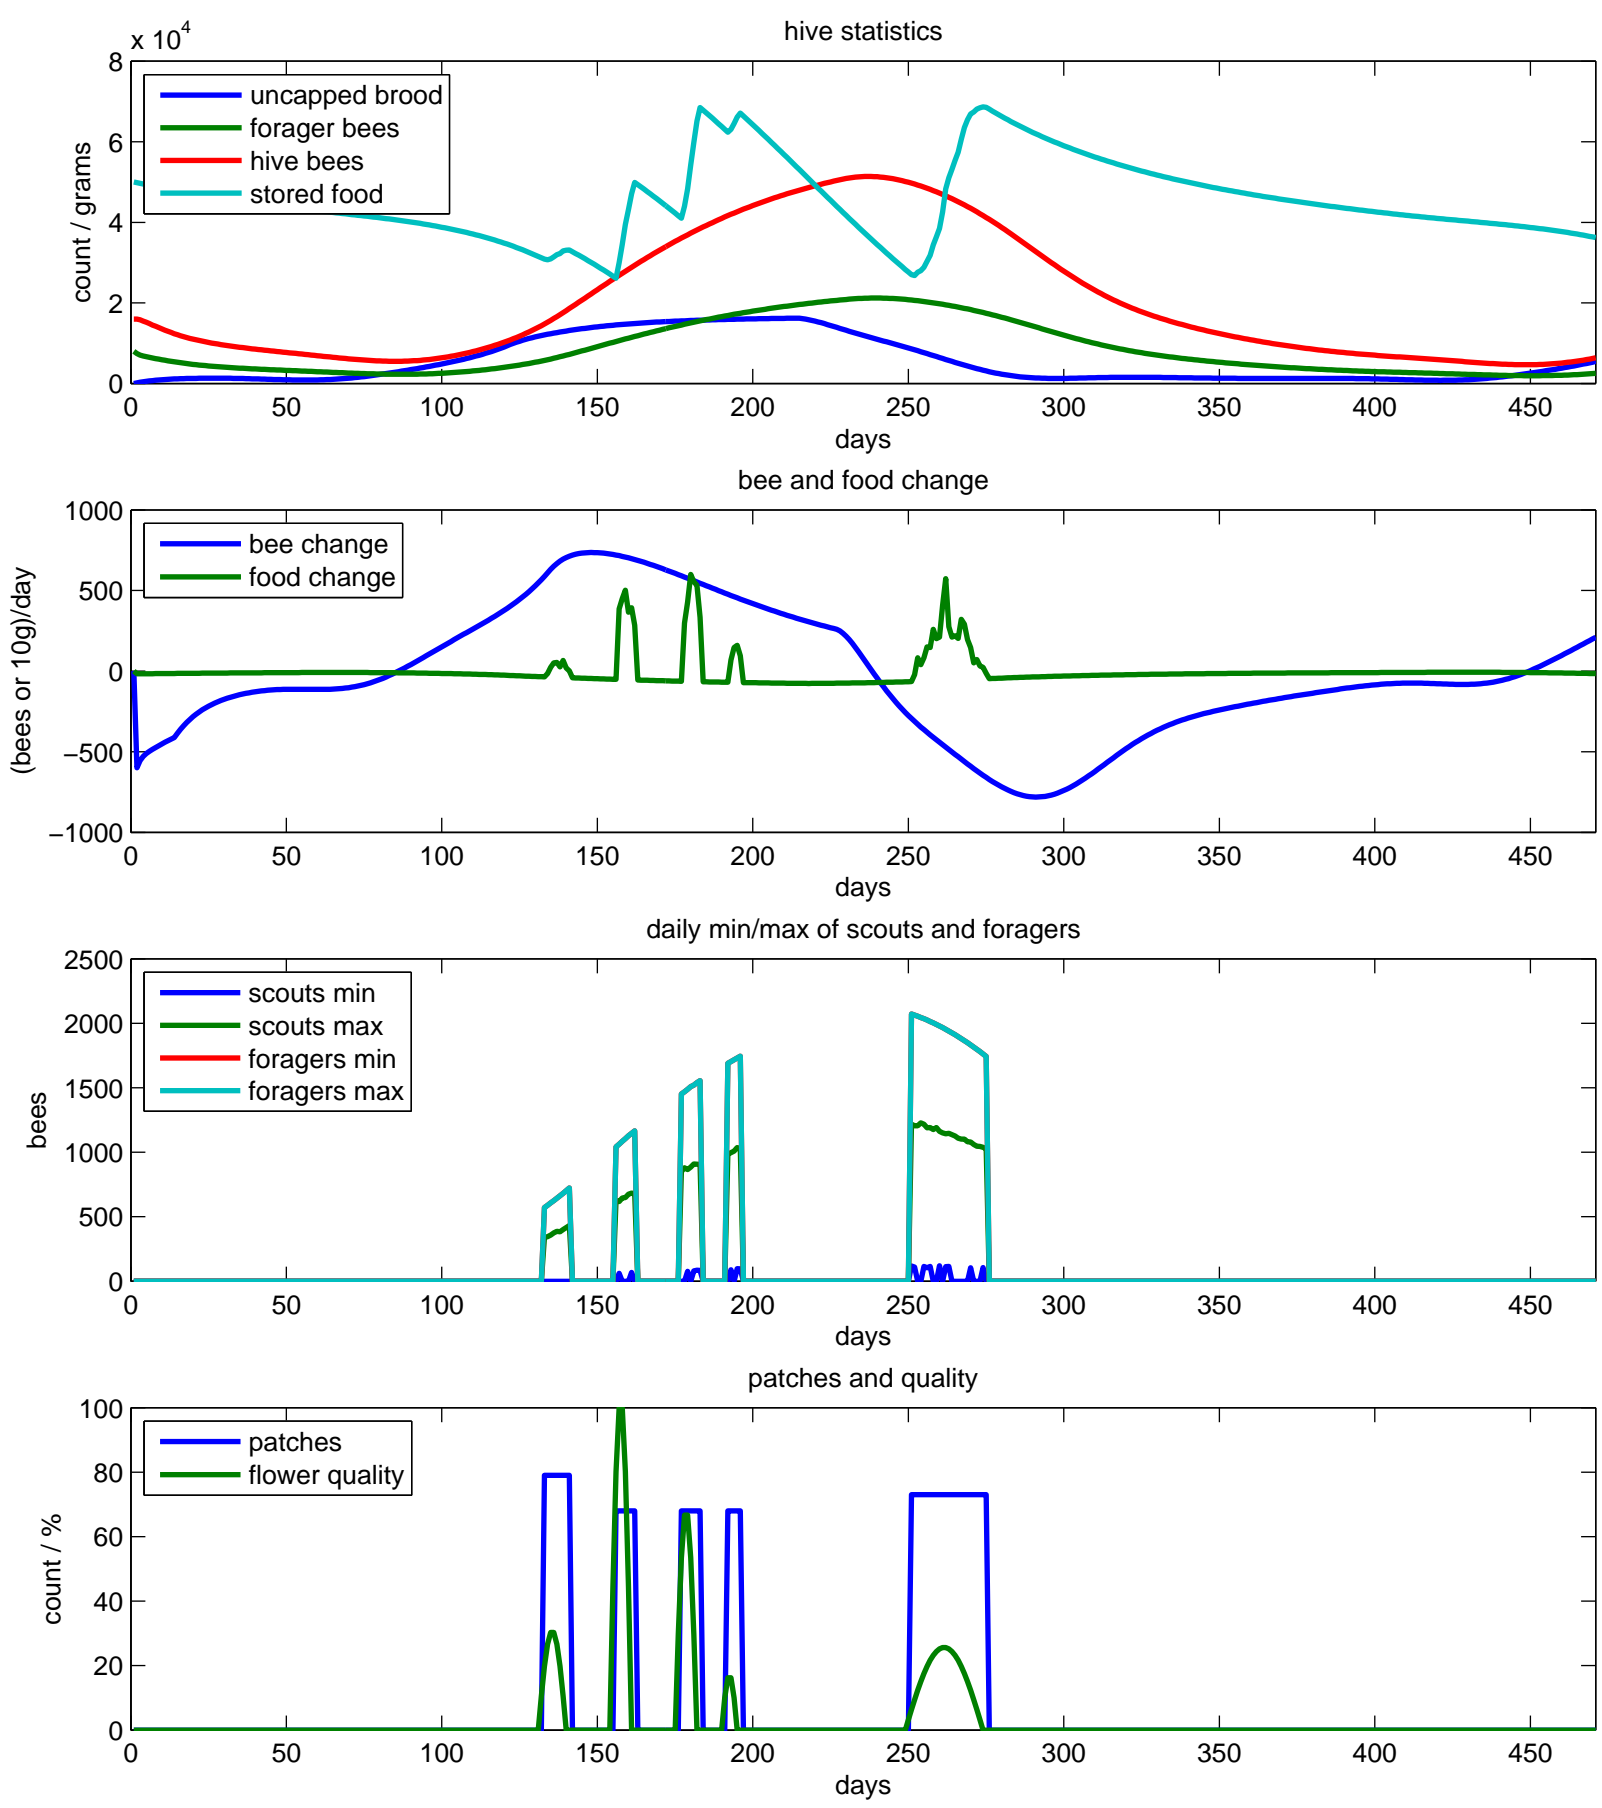 hive statistics
x 10^4
8
6
4
2
0
count / grams
uncapped brood
forager bees
hive bees
stored food
0 50 100 150 200 250 300 350 400 450
days
bee and food change
1000
500
0
−500
−1000
(bees or 10g)/day
bee change
food change
0 50 100 150 200 250 300 350 400 450
days
daily min/max of scouts and foragers
2500
2000
1500
1000
500
0
bees
scouts min
scouts max
foragers min
foragers max
0 50 100 150 200 250 300 350 400 450
days
patches and quality
100
80
60
40
20
0
count / %
patches
flower quality
0 50 100 150 200 250 300 350 400 450
days